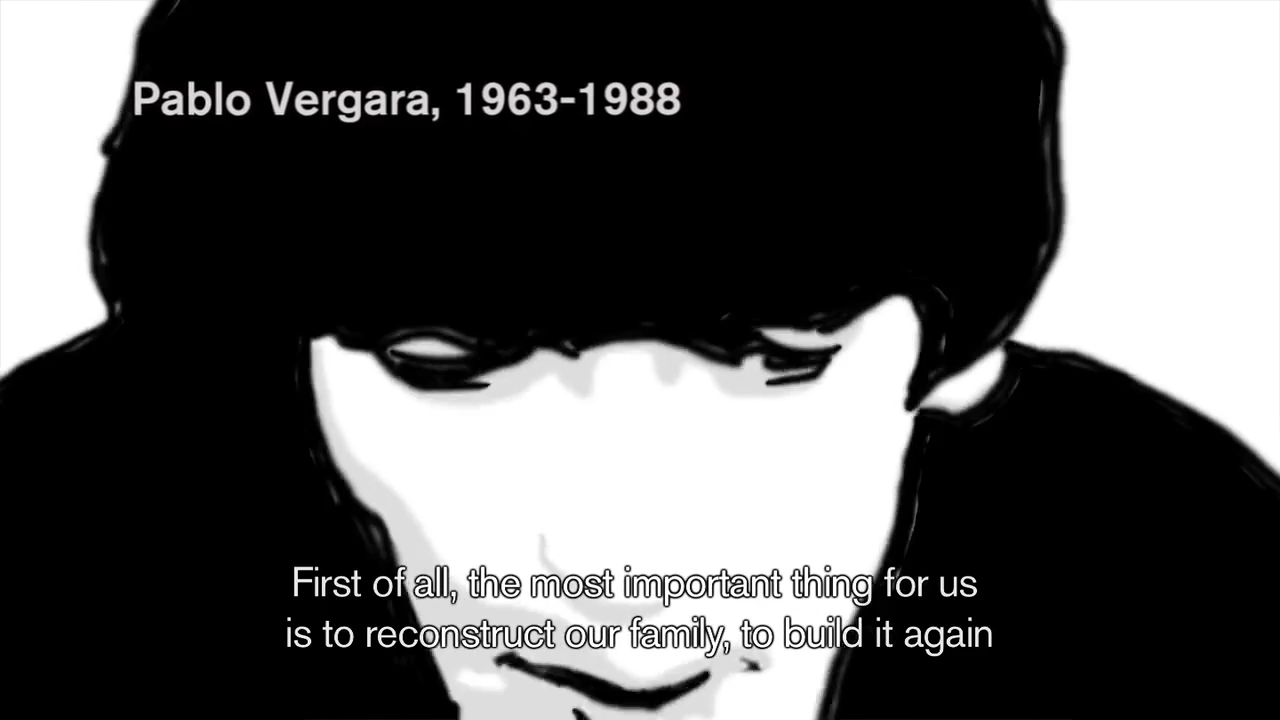 Pablo Vergara, 1963-1988
First of all, the most important thing for us
is to reconstruct our family, to build it again